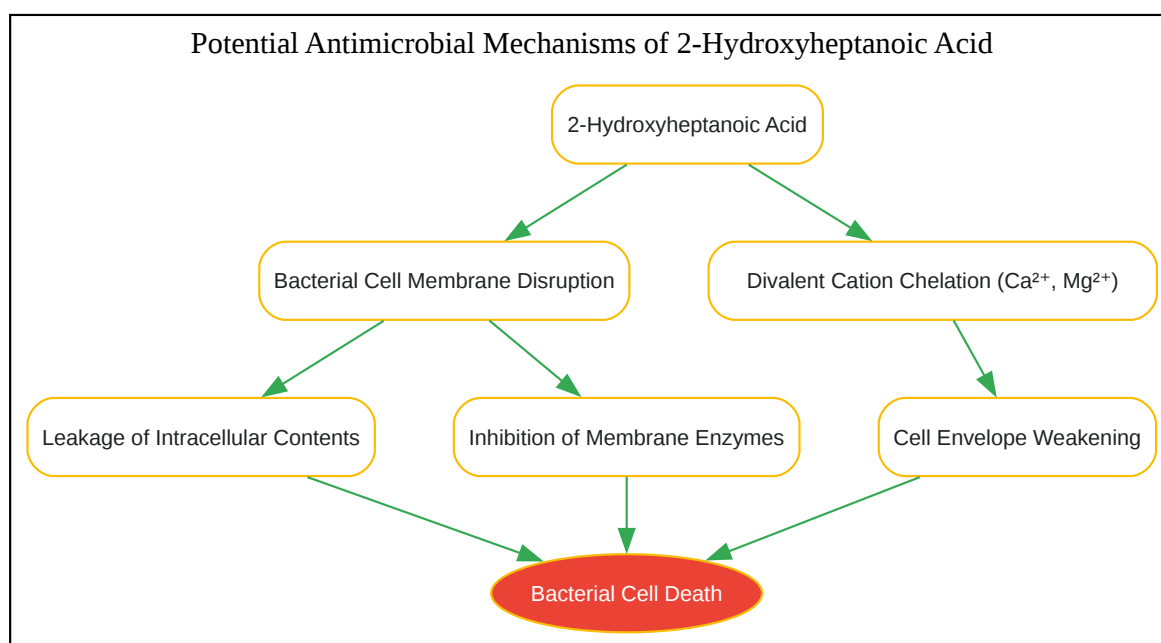 Potential Antimicrobial Mechanisms of 2-Hydroxyheptanoic Acid
2-Hydroxyheptanoic Acid
Bacterial Cell Membrane Disruption
Divalent Cation Chelation (Ca²⁺, Mg²⁺)
Leakage of Intracellular Contents
Inhibition of Membrane Enzymes
Cell Envelope Weakening
Bacterial Cell Death